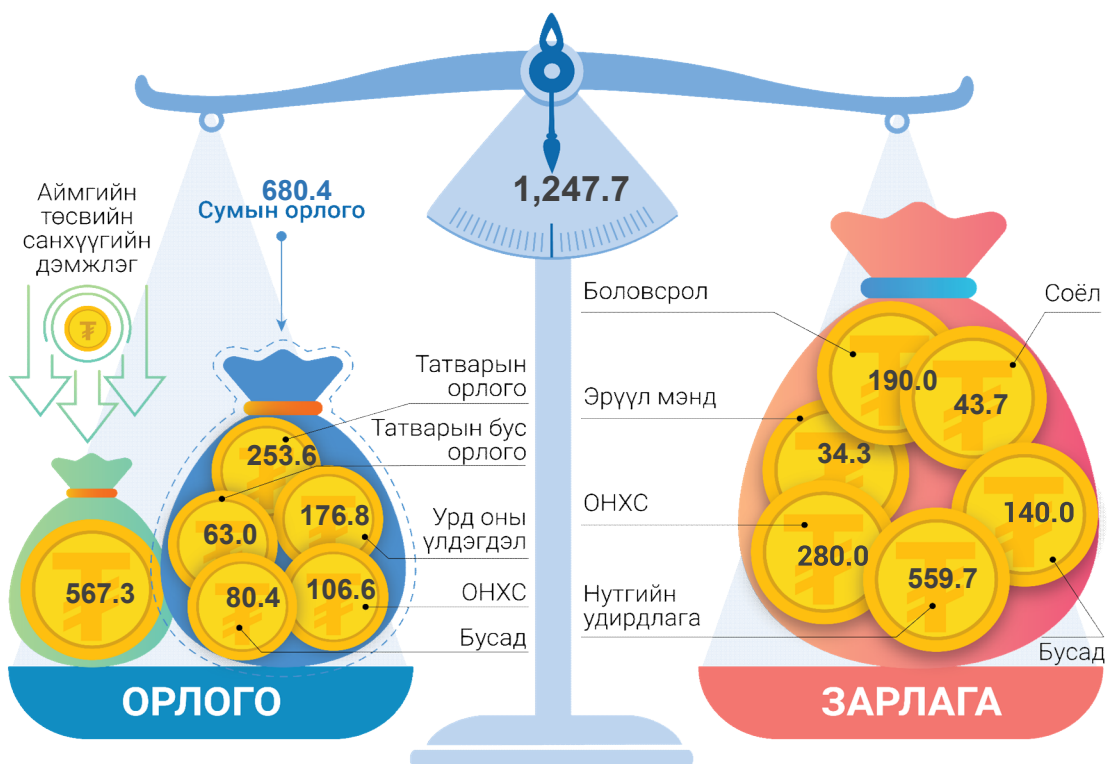 1,247.7
680.4
Сумын орлого
Аймгийн
төсвийн
санхүүгийн
дэмжлэг
₮
567.3
Татварын
орлого
253.6
Татварын бус
орлого
63.0
Урд оны
үлдэгдэл
176.8
ОНХС
106.6
Бусад
80.4
ОРЛОГО
Боловсрол
190.0
Соёл
43.7
Эрүүл мэнд
34.3
ОНХС
280.0
Нутгийн
удирдлага
559.7
140.0
Бусад
ЗАРЛАГА